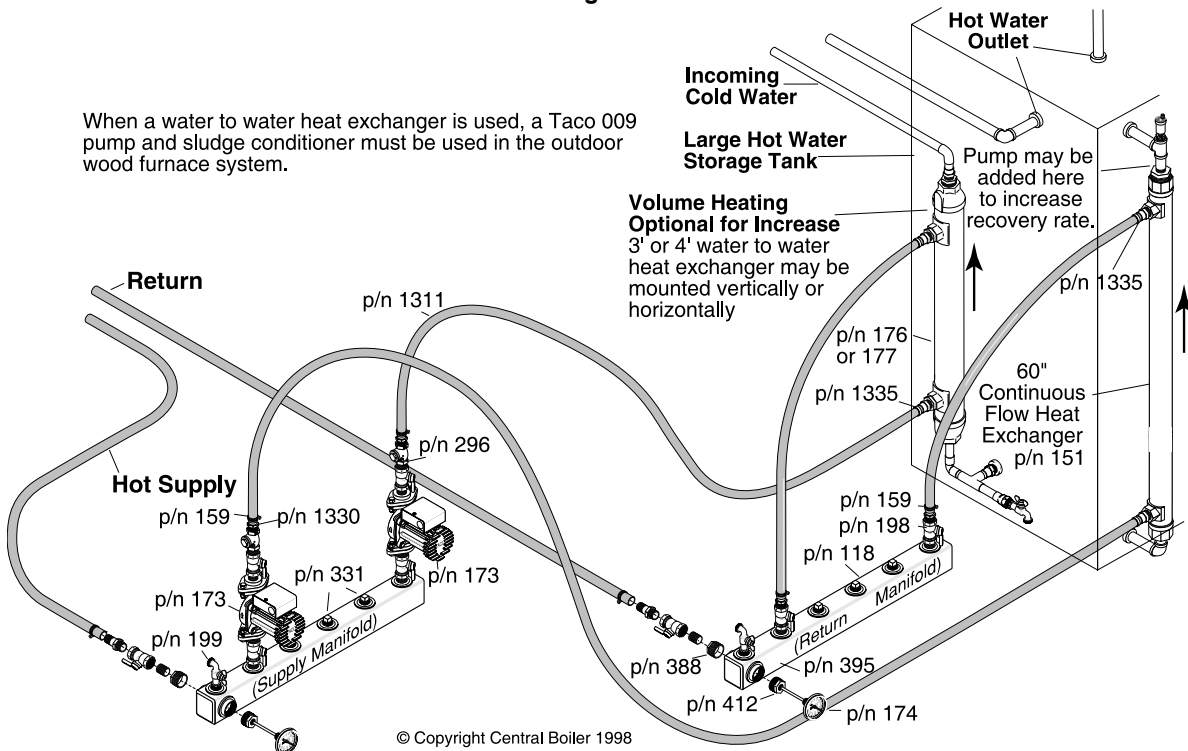 Hot Water
Outlet
Incoming
Cold Water
When a water to water heat exchanger is used, a Taco 009
pump and sludge conditioner must be used in the outdoor
wood furnace system.
Large Hot Water
Storage Tank
Pump may be
added here
to increase
recovery rate.
Volume Heating
Optional for Increase
3' or 4' water to water
heat exchanger may be
mounted vertically or
horizontally
Return
p/n 1311
p/n 1335
p/n 176
or 177
60"
Continuous
Flow Heat
Exchanger
p/n 151
p/n 1335
p/n 296
Hot Supply
p/n 159
p/n 1330
p/n 159
p/n 198
p/n 118
p/n 173
p/n 331
p/n 173
p/n 199
(Supply Manifold)
(Return Manifold)
p/n 388
p/n 395
p/n 412
p/n 174
© Copyright Central Boiler 1998